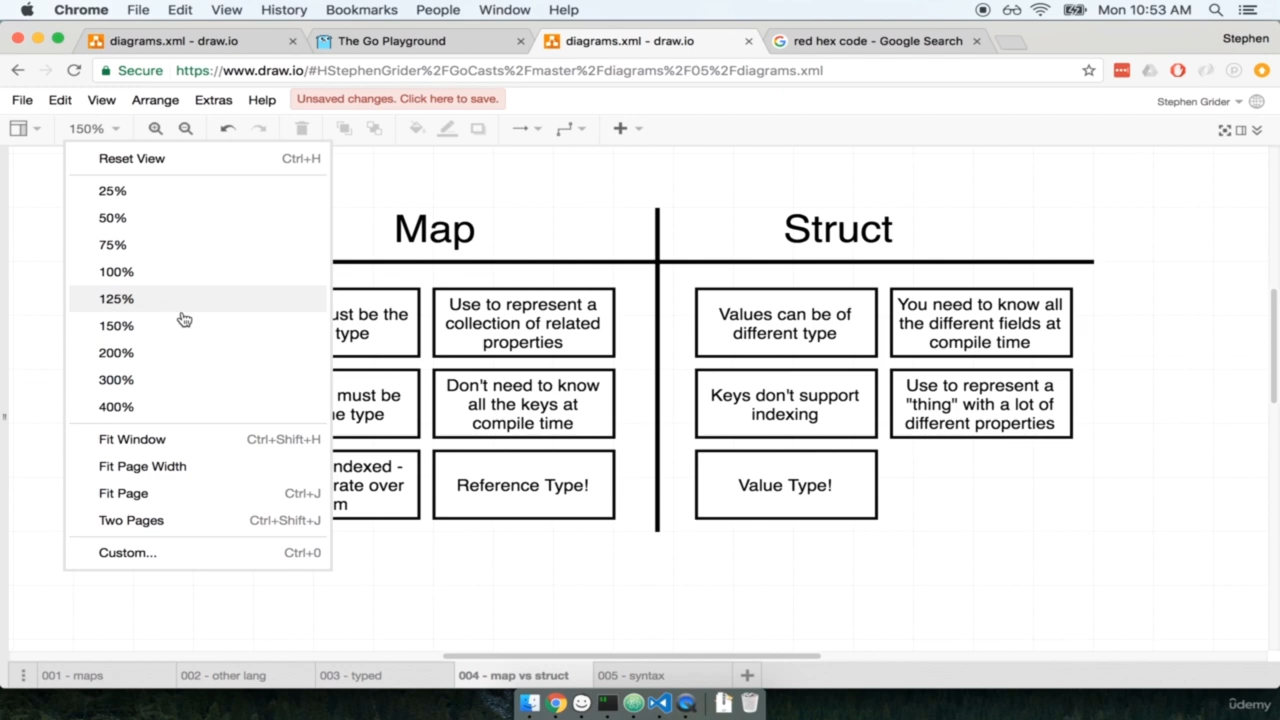 Chrome File Edit View History Bookmarks People Window Help Mon 10:53 AM
diagrams.xml - draw.io The Go Playground diagrams.xml - draw.io red hex code - Google Search Stephen
Secure https://www.draw.io/#HStephenGrider%2FGoCasts%2Fmaster%2Fdiagrams%2F05%2Fdiagrams.xml
File Edit View Arrange Extras Help Unsaved changes. Click here to save. Stephen Grider
150%
Reset View Ctrl+H
25%
50%
75%
100%
125%
150%
200%
300%
400%
Fit Window Ctrl+Shift+H
Fit Page Width
Fit Page Ctrl+J
Two Pages Ctrl+Shift+J
Custom... Ctrl+0
Map
ust be the
type
Use to represent a
collection of related
properties
must be
e type
Don't need to know
all the keys at
compile time
ndexed -
rate over
m
Reference Type!
Struct
Values can be of
different type
You need to know all
the different fields at
compile time
Keys don't support
indexing
Use to represent a
"thing" with a lot of
different properties
Value Type!
001 - maps 002 - other lang 003 - typed 004 - map vs struct 005 - syntax
ûdemy